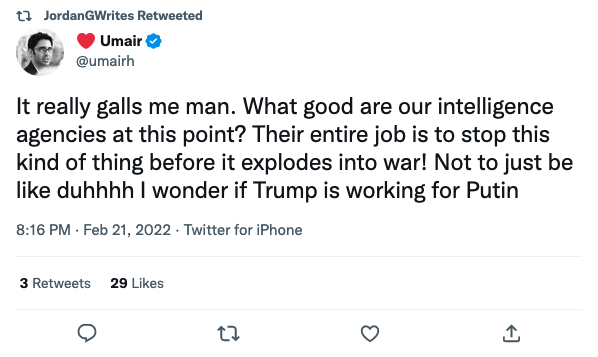 JordanGWrites Retweeted
❤️ Umair
@umairh
It really galls me man. What good are our intelligence
agencies at this point? Their entire job is to stop this
kind of thing before it explodes into war! Not to just be
like duhhhh I wonder if Trump is working for Putin
8:16 PM · Feb 21, 2022 · Twitter for iPhone
3 Retweets 29 Likes